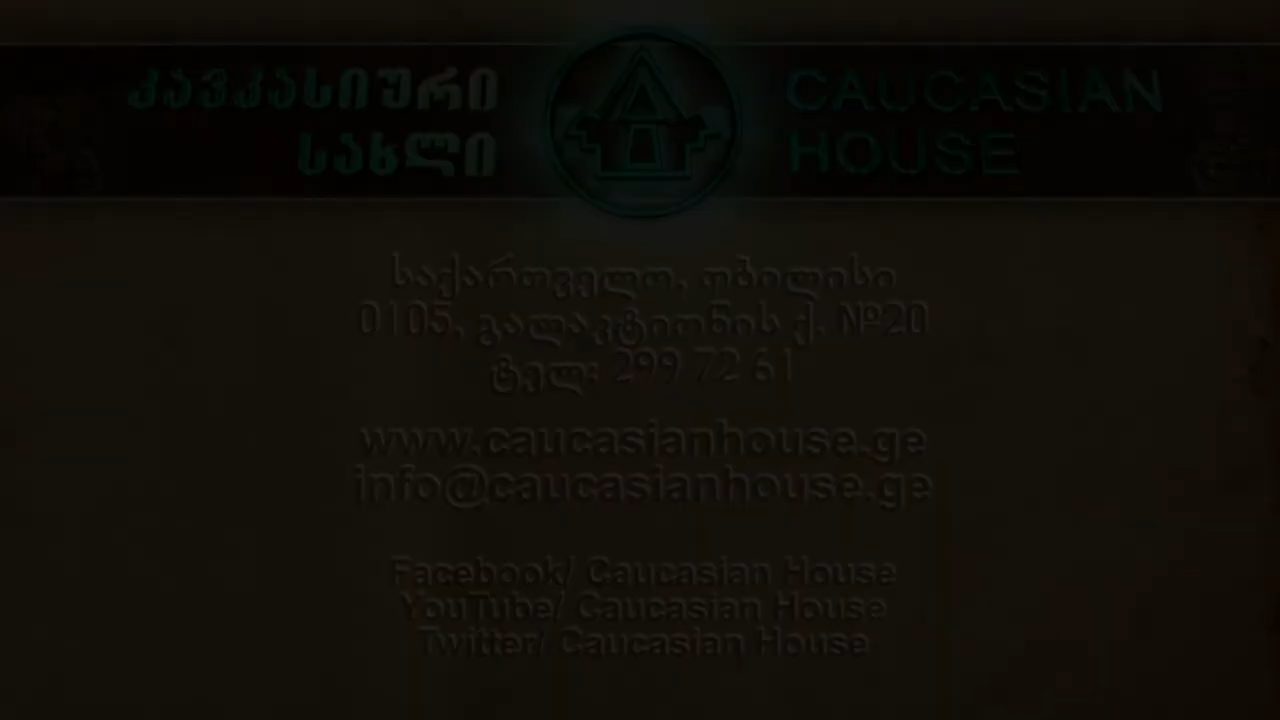 კავკასიური
სახლი
CAUCASIAN
HOUSE
საქართველო, თბილისი
0105, გალაკტიონის ქ. №20
ტელ: 299 72 61
www.caucasianhouse.ge
info@caucasianhouse.ge
Facebook/ Caucasian House
YouTube/ Caucasian House
Twitter/ Caucasian House